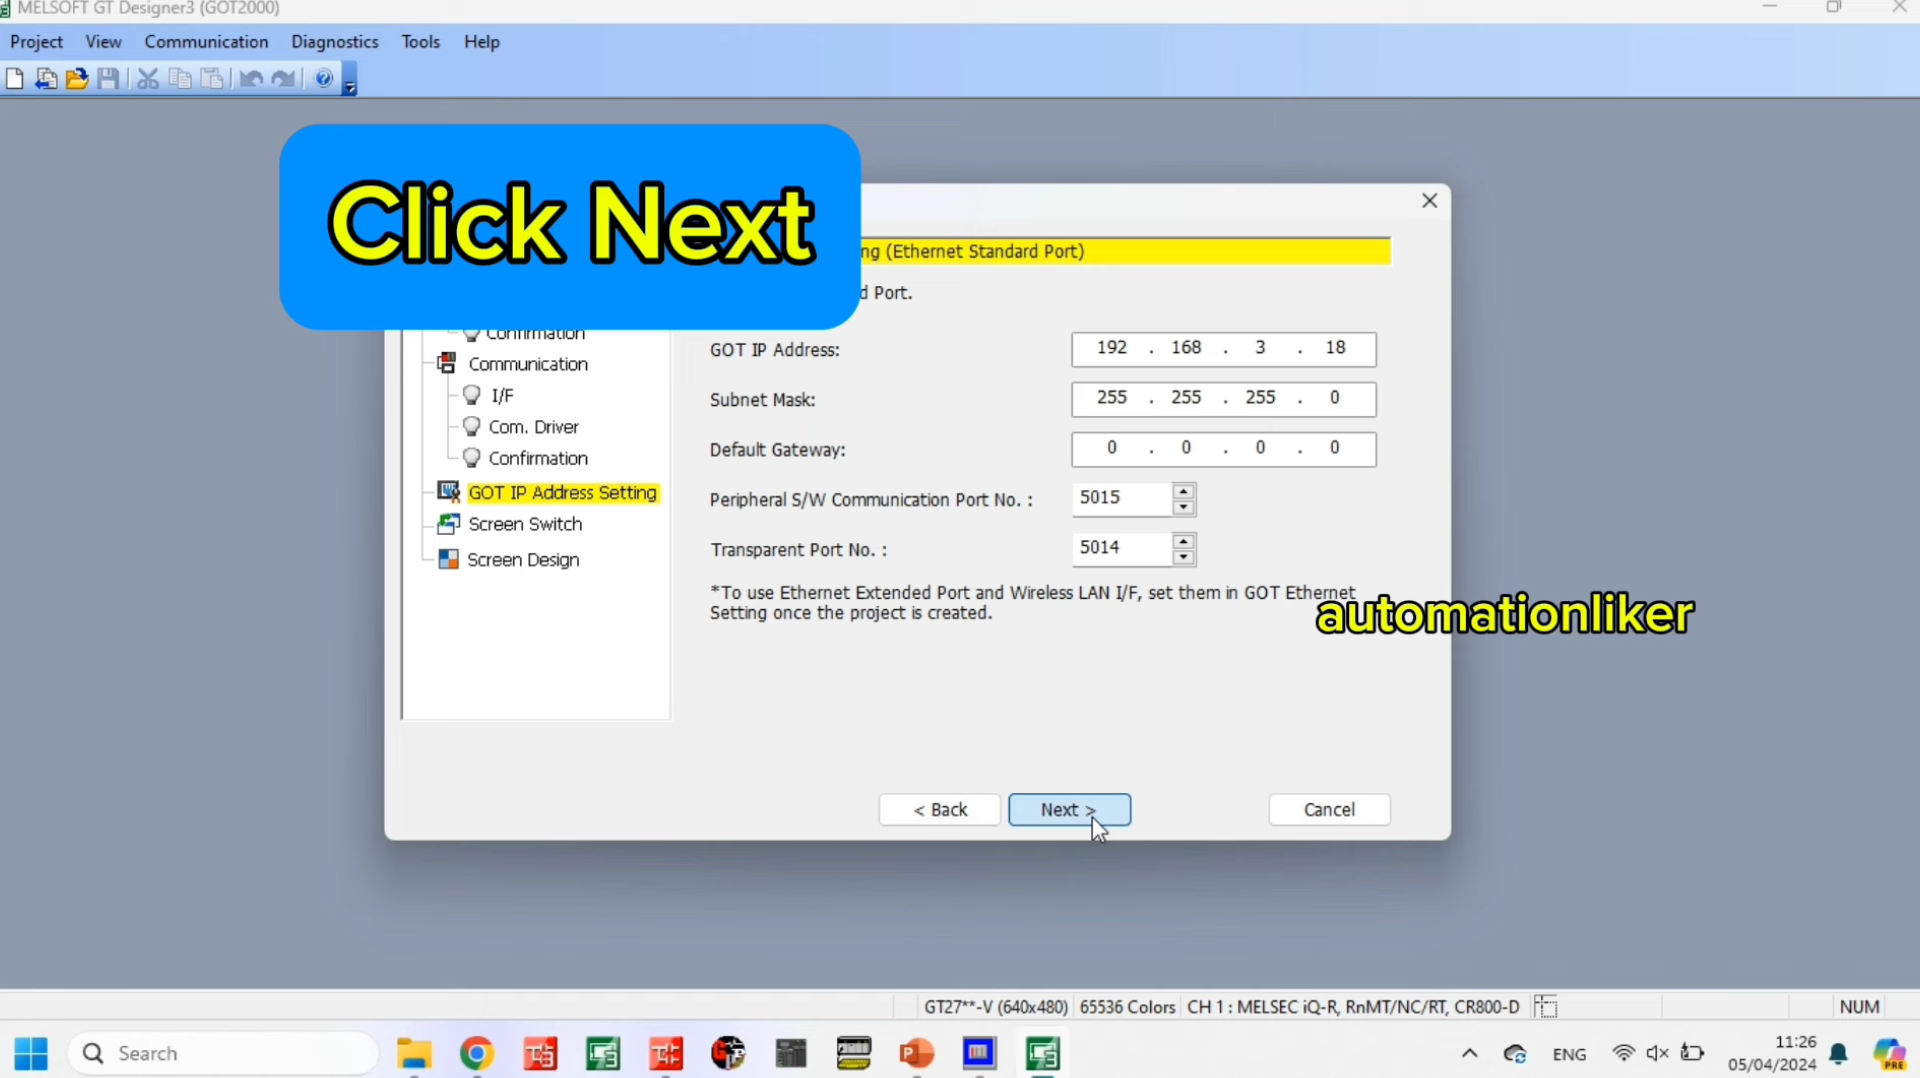 MELSOFT GT Designer3 (GOT2000)
Project View Communication Diagnostics Tools Help
Click Next
ng (Ethernet Standard Port)
d Port.
Confirmation
Communication
I/F
Com. Driver
Confirmation
GOT IP Address Setting
Screen Switch
Screen Design
GOT IP Address: 192 . 168 . 3 . 18
Subnet Mask: 255 . 255 . 255 . 0
Default Gateway: 0 . 0 . 0 . 0
Peripheral S/W Communication Port No. : 5015
Transparent Port No. : 5014
*To use Ethernet Extended Port and Wireless LAN I/F, set them in GOT Ethernet
Setting once the project is created.
automationliker
< Back Next > Cancel
GT27**-V (640x480) 65536 Colors CH 1 : MELSEC iQ-R, RnMT/NC/RT, CR800-D NUM
Search ENG 11:26
05/04/2024
PRE